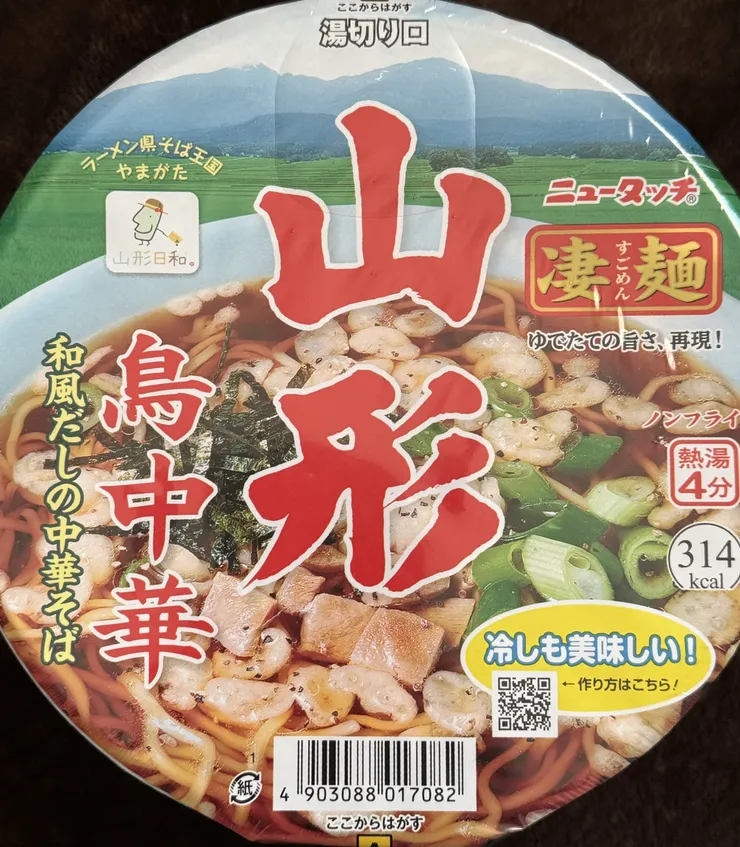 ここからはがす
湯切り口
ラーメン県そば王国
やまがた
山形日和。
山形
鳥中華
和風だしの中華そば
ニュータッチ®
凄麺
すごめん
ゆでたての旨さ、再現！
ノンフライ
熱湯
4分
314
kcal
冷しも美味しい！
←作り方はこちら！
1
紙
4 903088 017082
ここからはがす